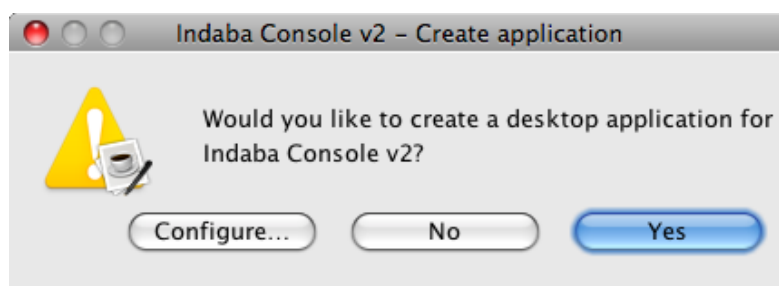 Indaba Console v2 – Create application
Would you like to create a desktop application for
Indaba Console v2?
Configure... No Yes